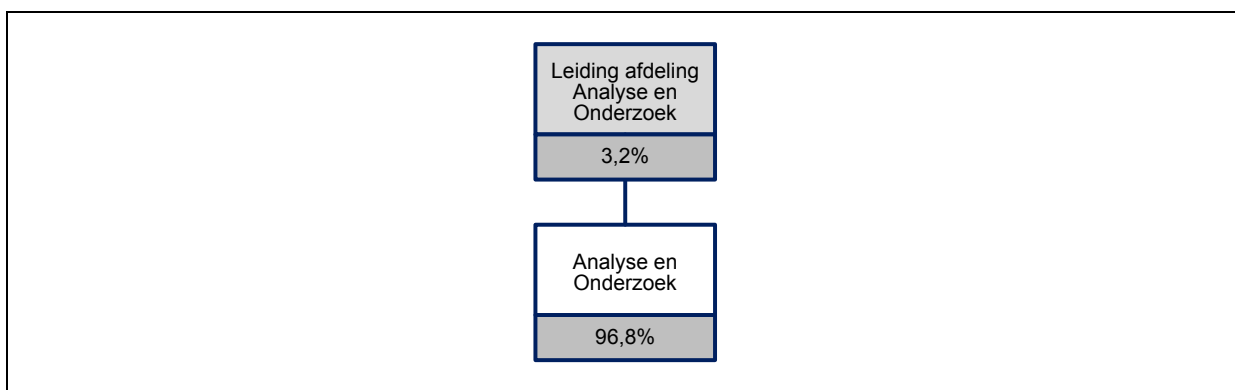 Leiding afdeling
Analyse en
Onderzoek
3,2%
Analyse en
Onderzoek
96,8%